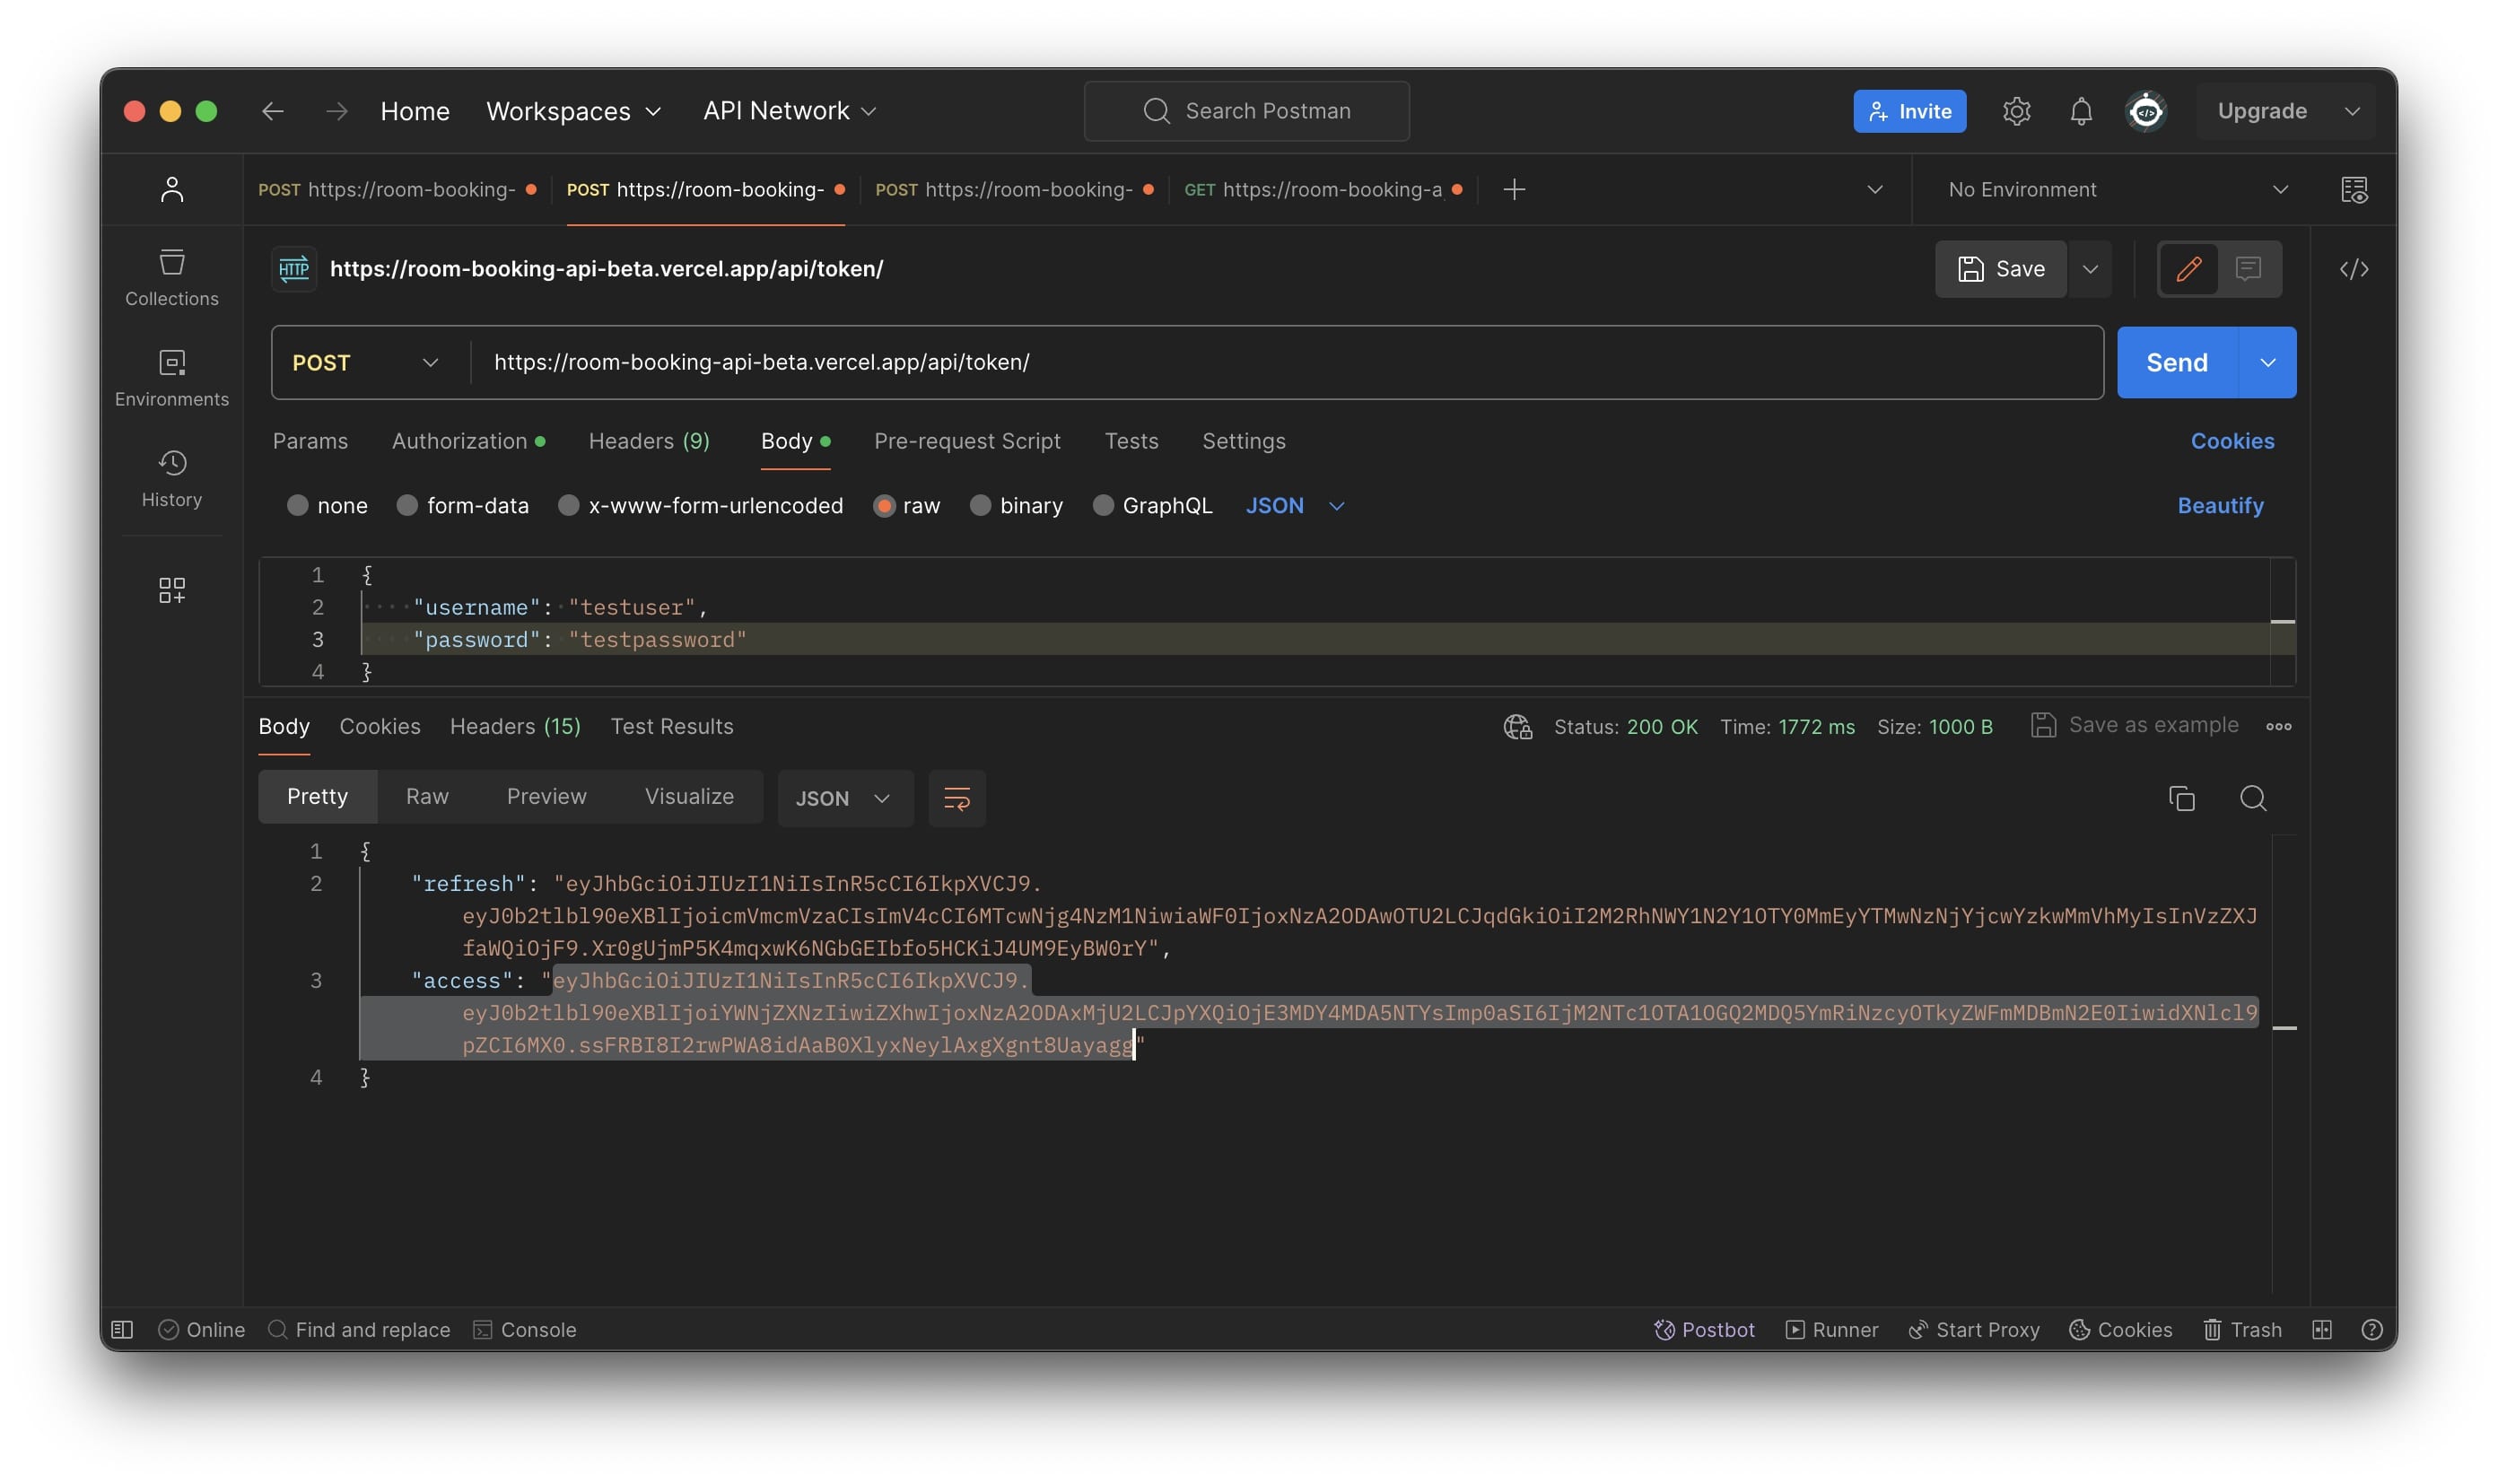 Home Workspaces API Network Search Postman Invite Upgrade
POST https://room-booking- POST https://room-booking- POST https://room-booking- GET https://room-booking-a No Environment
HTTP https://room-booking-api-beta.vercel.app/api/token/ Save
Collections
POST https://room-booking-api-beta.vercel.app/api/token/ Send
Environments
Params Authorization Headers (9) Body Pre-request Script Tests Settings Cookies
History
none form-data x-www-form-urlencoded raw binary GraphQL JSON Beautify
1 {
2 "username": "testuser",
3 "password": "testpassword"
4 }
Body Cookies Headers (15) Test Results Status: 200 OK Time: 1772 ms Size: 1000 B Save as example
Pretty Raw Preview Visualize JSON
1 {
2 "refresh": "eyJhbGciOiJIUzI1NiIsInR5cCI6IkpXVCJ9.
eyJ0b2tlbl90eXBlIjoicmVmcmVzaCIsImV4cCI6MTcwNjg4NzM1NiwiaWF0IjoxNzA2ODAwOTU2LCJqdGkiOiI2M2RhNWY1N2Y1OTY0MmEyYTMwNzNjYjcwYzkwMmVhMyIsInVzZXJ
faWQiOjF9.Xr0gUjmP5K4mqxwK6NGbGEIbfo5HCKiJ4UM9EyBW0rY",
3 "access": "eyJhbGciOiJIUzI1NiIsInR5cCI6IkpXVCJ9.
eyJ0b2tlbl90eXBlIjoiYWNjZXNzIiwiZXhwIjoxNzA2ODAxMjU2LCJpYXQiOjE3MDY4MDA5NTYsImp0aSI6IjM2NTc1OTA1OGQ2MDQ5YmRiNzcyOTkyZWFmMDBmN2E0IiwidXNlcl9
pZCI6MX0.ssFRBI8I2rwPWA8idAaB0XlyxNeylAxgXgnt8Uayagg"
4 }
Online Find and replace Console Postbot Runner Start Proxy Cookies Trash